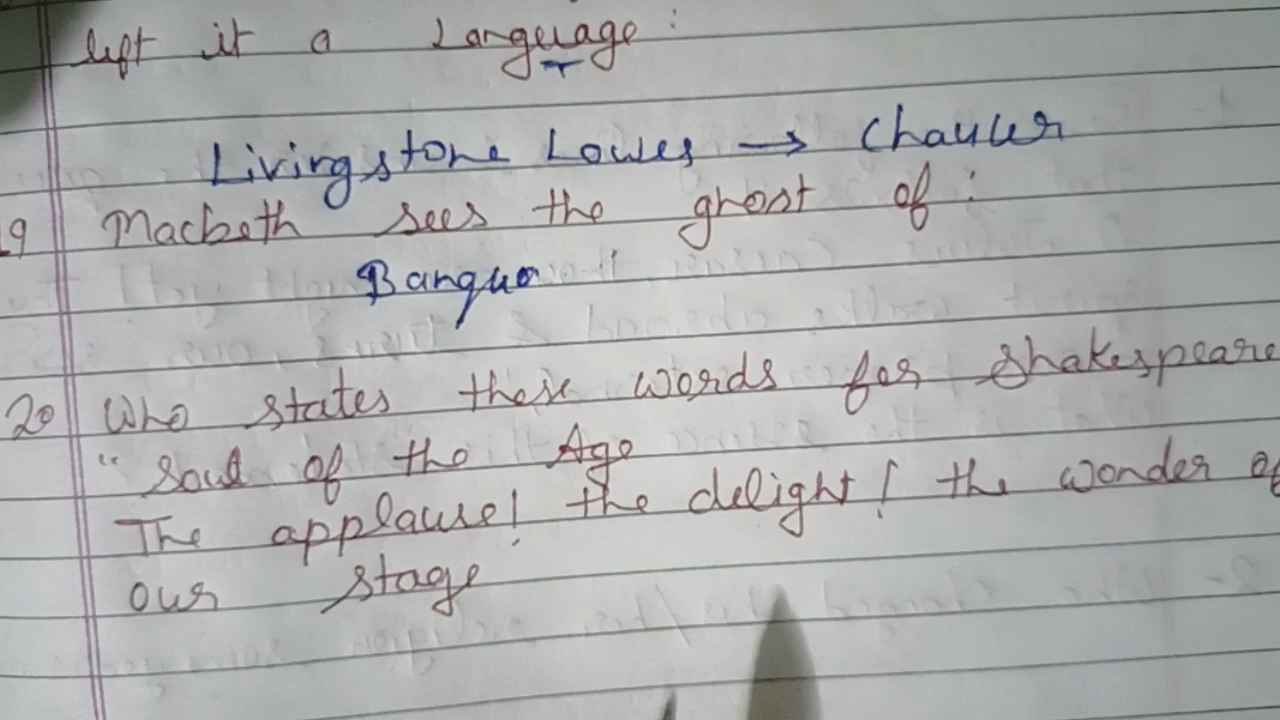 left it a Language:
Livingstone Lowes → Chaucer
19 Macbeth sees the ghost of:
Banquo
20 Who states these words for Shakespeare
"Soul of the Age
The applause! the delight! the wonder of
our stage